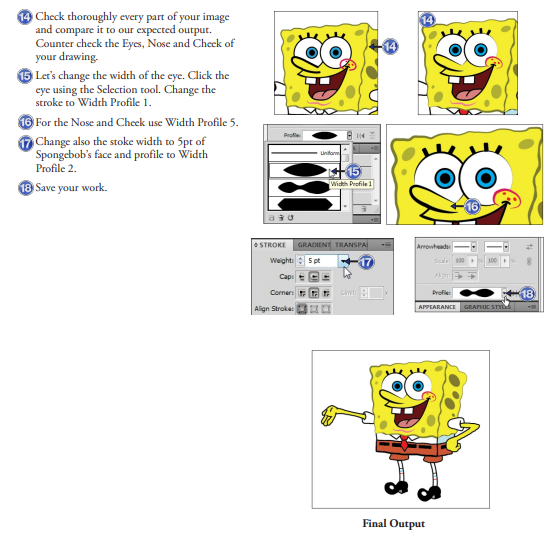 14 Check thoroughly every part of your image
and compare it to our expected output.
Counter check the Eyes, Nose and Cheek of
your drawing.
15 Let's change the width of the eye. Click the
eye using the Selection tool. Change the
stroke to Width Profile 1.
16 For the Nose and Cheek use Width Profile 5.
17 Change also the stoke width to 5pt of
Spongebob's face and profile to Width
Profile 2.
18 Save your work.
14
14
Profile:
Uniform
15
Width Profile 1
16
STROKE GRADIENT TRANSPA
Weight: 5 pt 17
Cap:
Corner: Limit:
Align Stroke:
Arrowheads:
Scale: 100 % 100 %
Align:
Profile: 18
APPEARANCE GRAPHIC STYLES
Final Output